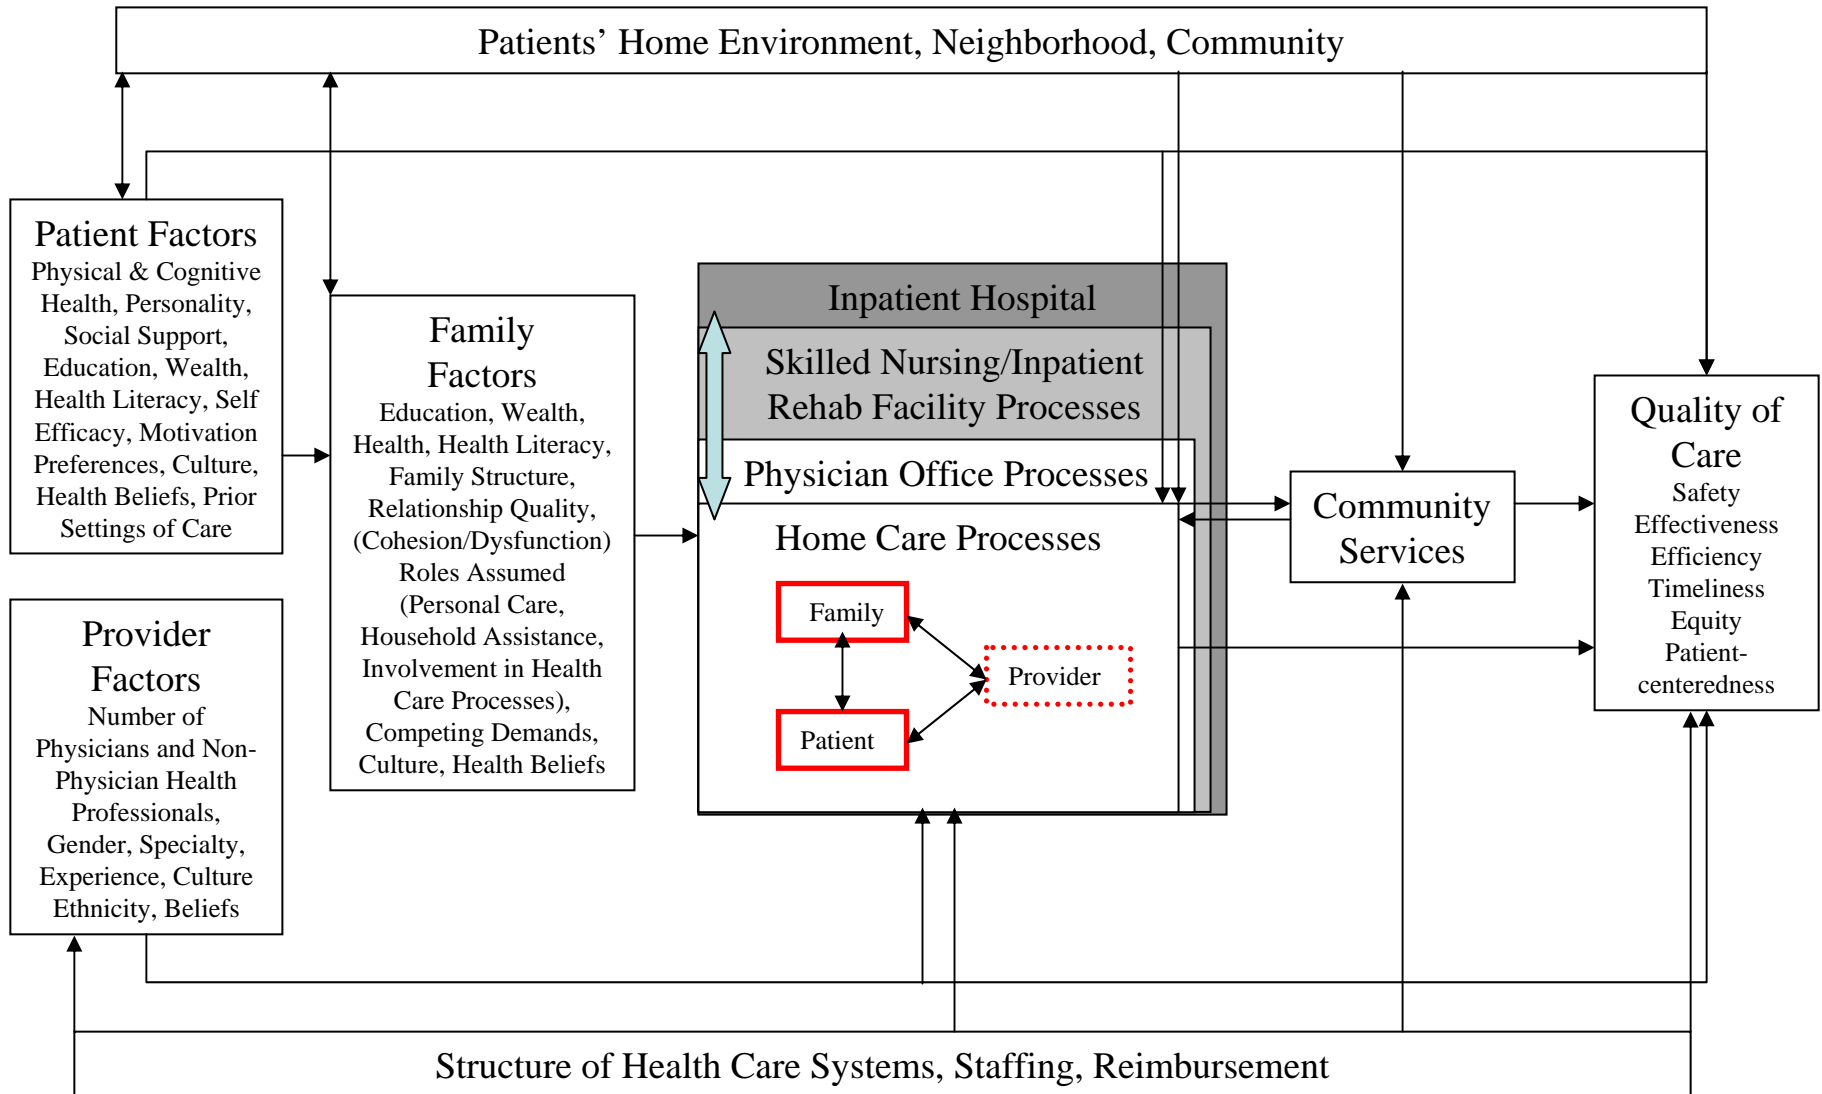 Patients’ Home Environment, Neighborhood, Community
Patient Factors
Physical & Cognitive
Health, Personality,
Social Support,
Education, Wealth,
Health Literacy, Self
Efficacy, Motivation
Preferences, Culture,
Health Beliefs, Prior
Settings of Care
Provider
Factors
Number of
Physicians and Non-
Physician Health
Professionals,
Gender, Specialty,
Experience, Culture
Ethnicity, Beliefs
Family
Factors
Education, Wealth,
Health, Health Literacy,
Family Structure,
Relationship Quality,
(Cohesion/Dysfunction)
Roles Assumed
(Personal Care,
Household Assistance,
Involvement in Health
Care Processes),
Competing Demands,
Culture, Health Beliefs
Inpatient Hospital
Skilled Nursing/Inpatient
Rehab Facility Processes
Physician Office Processes
Home Care Processes
Family
Provider
Patient
Community
Services
Quality of
Care
Safety
Effectiveness
Efficiency
Timeliness
Equity
Patient-
centeredness
Structure of Health Care Systems, Staffing, Reimbursement